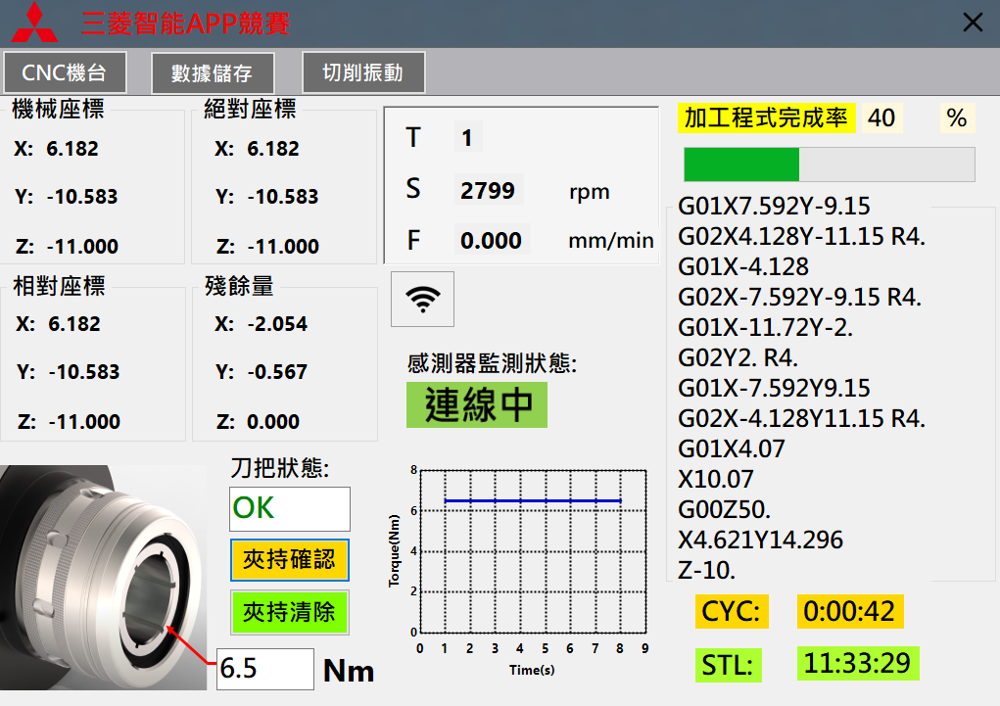 三菱智能APP競賽
CNC機台 數據儲存 切削振動
機械座標
X: 6.182
Y: -10.583
Z: -11.000
絕對座標
X: 6.182
Y: -10.583
Z: -11.000
相對座標
X: 6.182
Y: -10.583
Z: -11.000
殘餘量
X: -2.054
Y: -0.567
Z: 0.000
T 1
S 2799 rpm
F 0.000 mm/min
感測器監測狀態:
連線中
刀把狀態:
OK
夾持確認
夾持清除
6.5 Nm
Torque(Nm)
8
6
4
2
0
0 1 2 3 4 5 6 7 8 9
Time(s)
加工程式完成率 40 %
G01X7.592Y-9.15
G02X4.128Y-11.15 R4.
G01X-4.128
G02X-7.592Y-9.15 R4.
G01X-11.72Y-2.
G02Y2. R4.
G01X-7.592Y9.15
G02X-4.128Y11.15 R4.
G01X4.07
X10.07
G00Z50.
X4.621Y14.296
Z-10.
CYC: 0:00:42
STL: 11:33:29